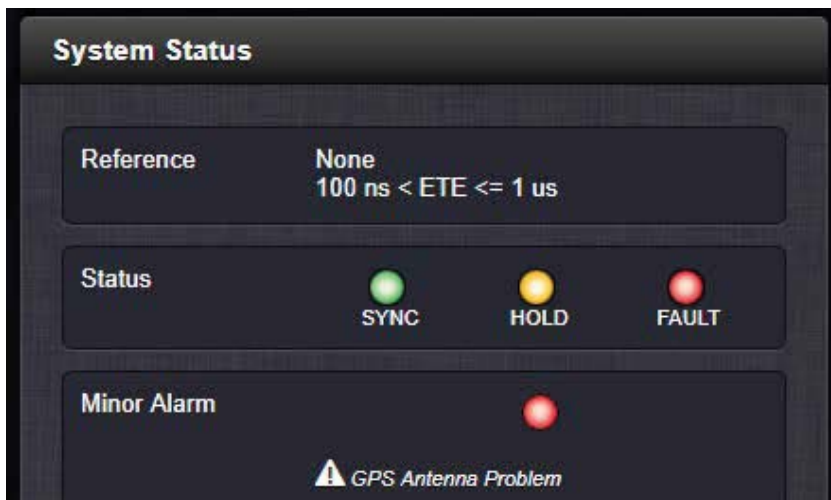 System Status
Reference None
100 ns < ETE <= 1 us
Status
SYNC HOLD FAULT
Minor Alarm
GPS Antenna Problem